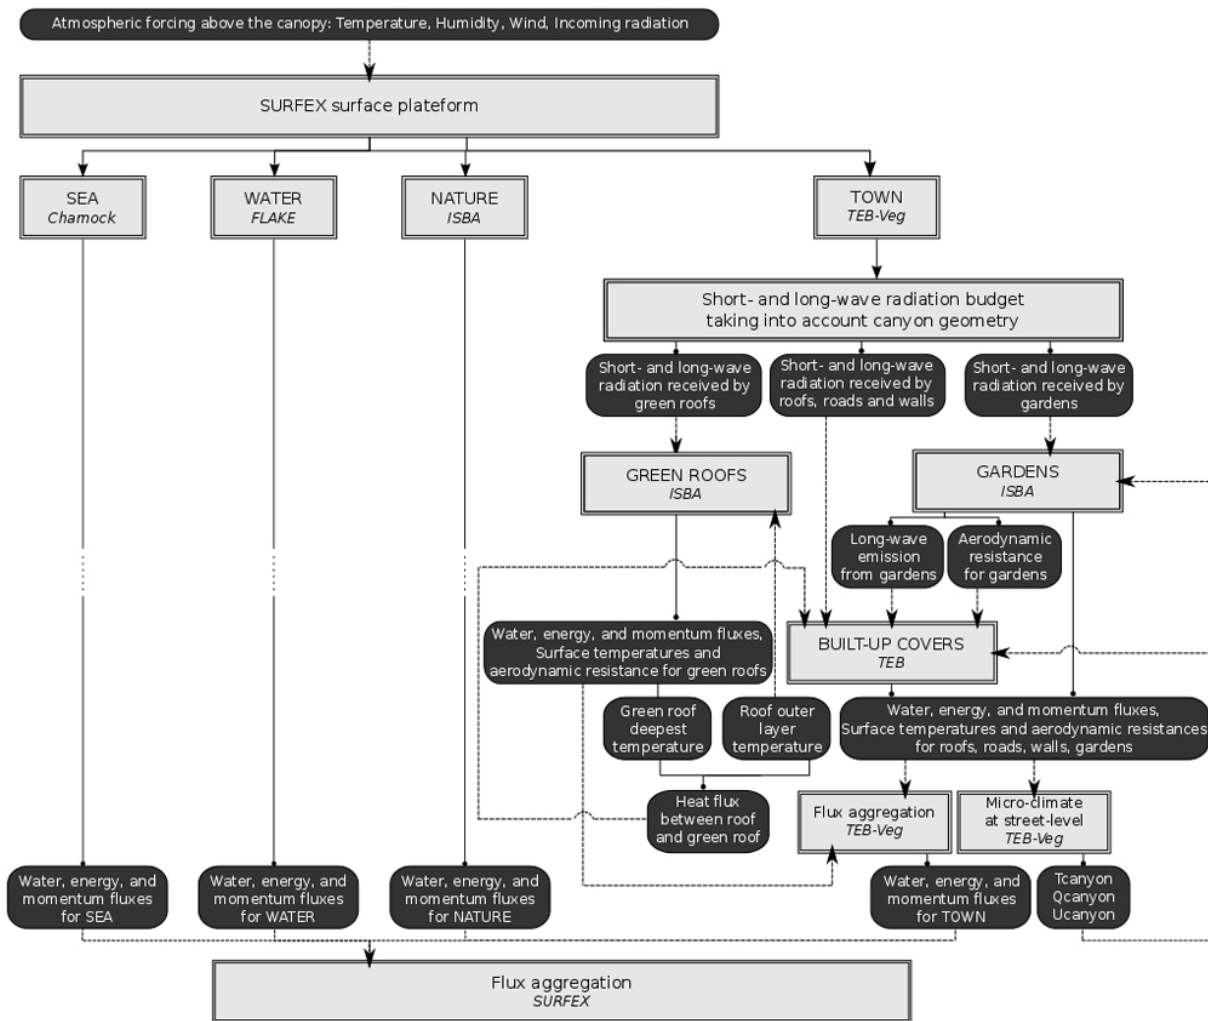 Atmospheric forcing above the canopy: Temperature, Humidity, Wind, Incoming radiation
SURFEX surface plateform
SEA
Charnock
WATER
FLAKE
NATURE
ISBA
TOWN
TEB-Veg
Short- and long-wave radiation budget
taking into account canyon geometry
Short- and long-wave
radiation received by
green roofs
Short- and long-wave
radiation received by
roofs, roads and walls
Short- and long-wave
radiation received by
gardens
GREEN ROOFS
ISBA
GARDENS
ISBA
Long-wave
emission
from gardens
Aerodynamic
resistance
for gardens
Water, energy, and momentum fluxes,
Surface temperatures and
aerodynamic resistance for green roofs
BUILT-UP COVERS
TEB
Green roof
deepest
temperature
Roof outer
layer
temperature
Water, energy, and momentum fluxes,
Surface temperatures and aerodynamic resistances
for roofs, roads, walls, gardens
Heat flux
between roof
and green roof
Flux aggregation
TEB-Veg
Micro-climate
at street-level
TEB-Veg
Water, energy, and
momentum fluxes
for SEA
Water, energy, and
momentum fluxes
for WATER
Water, energy, and
momentum fluxes
for NATURE
Water, energy, and
momentum fluxes
for TOWN
Tcanyon
Qcanyon
Ucanyon
Flux aggregation
SURFEX